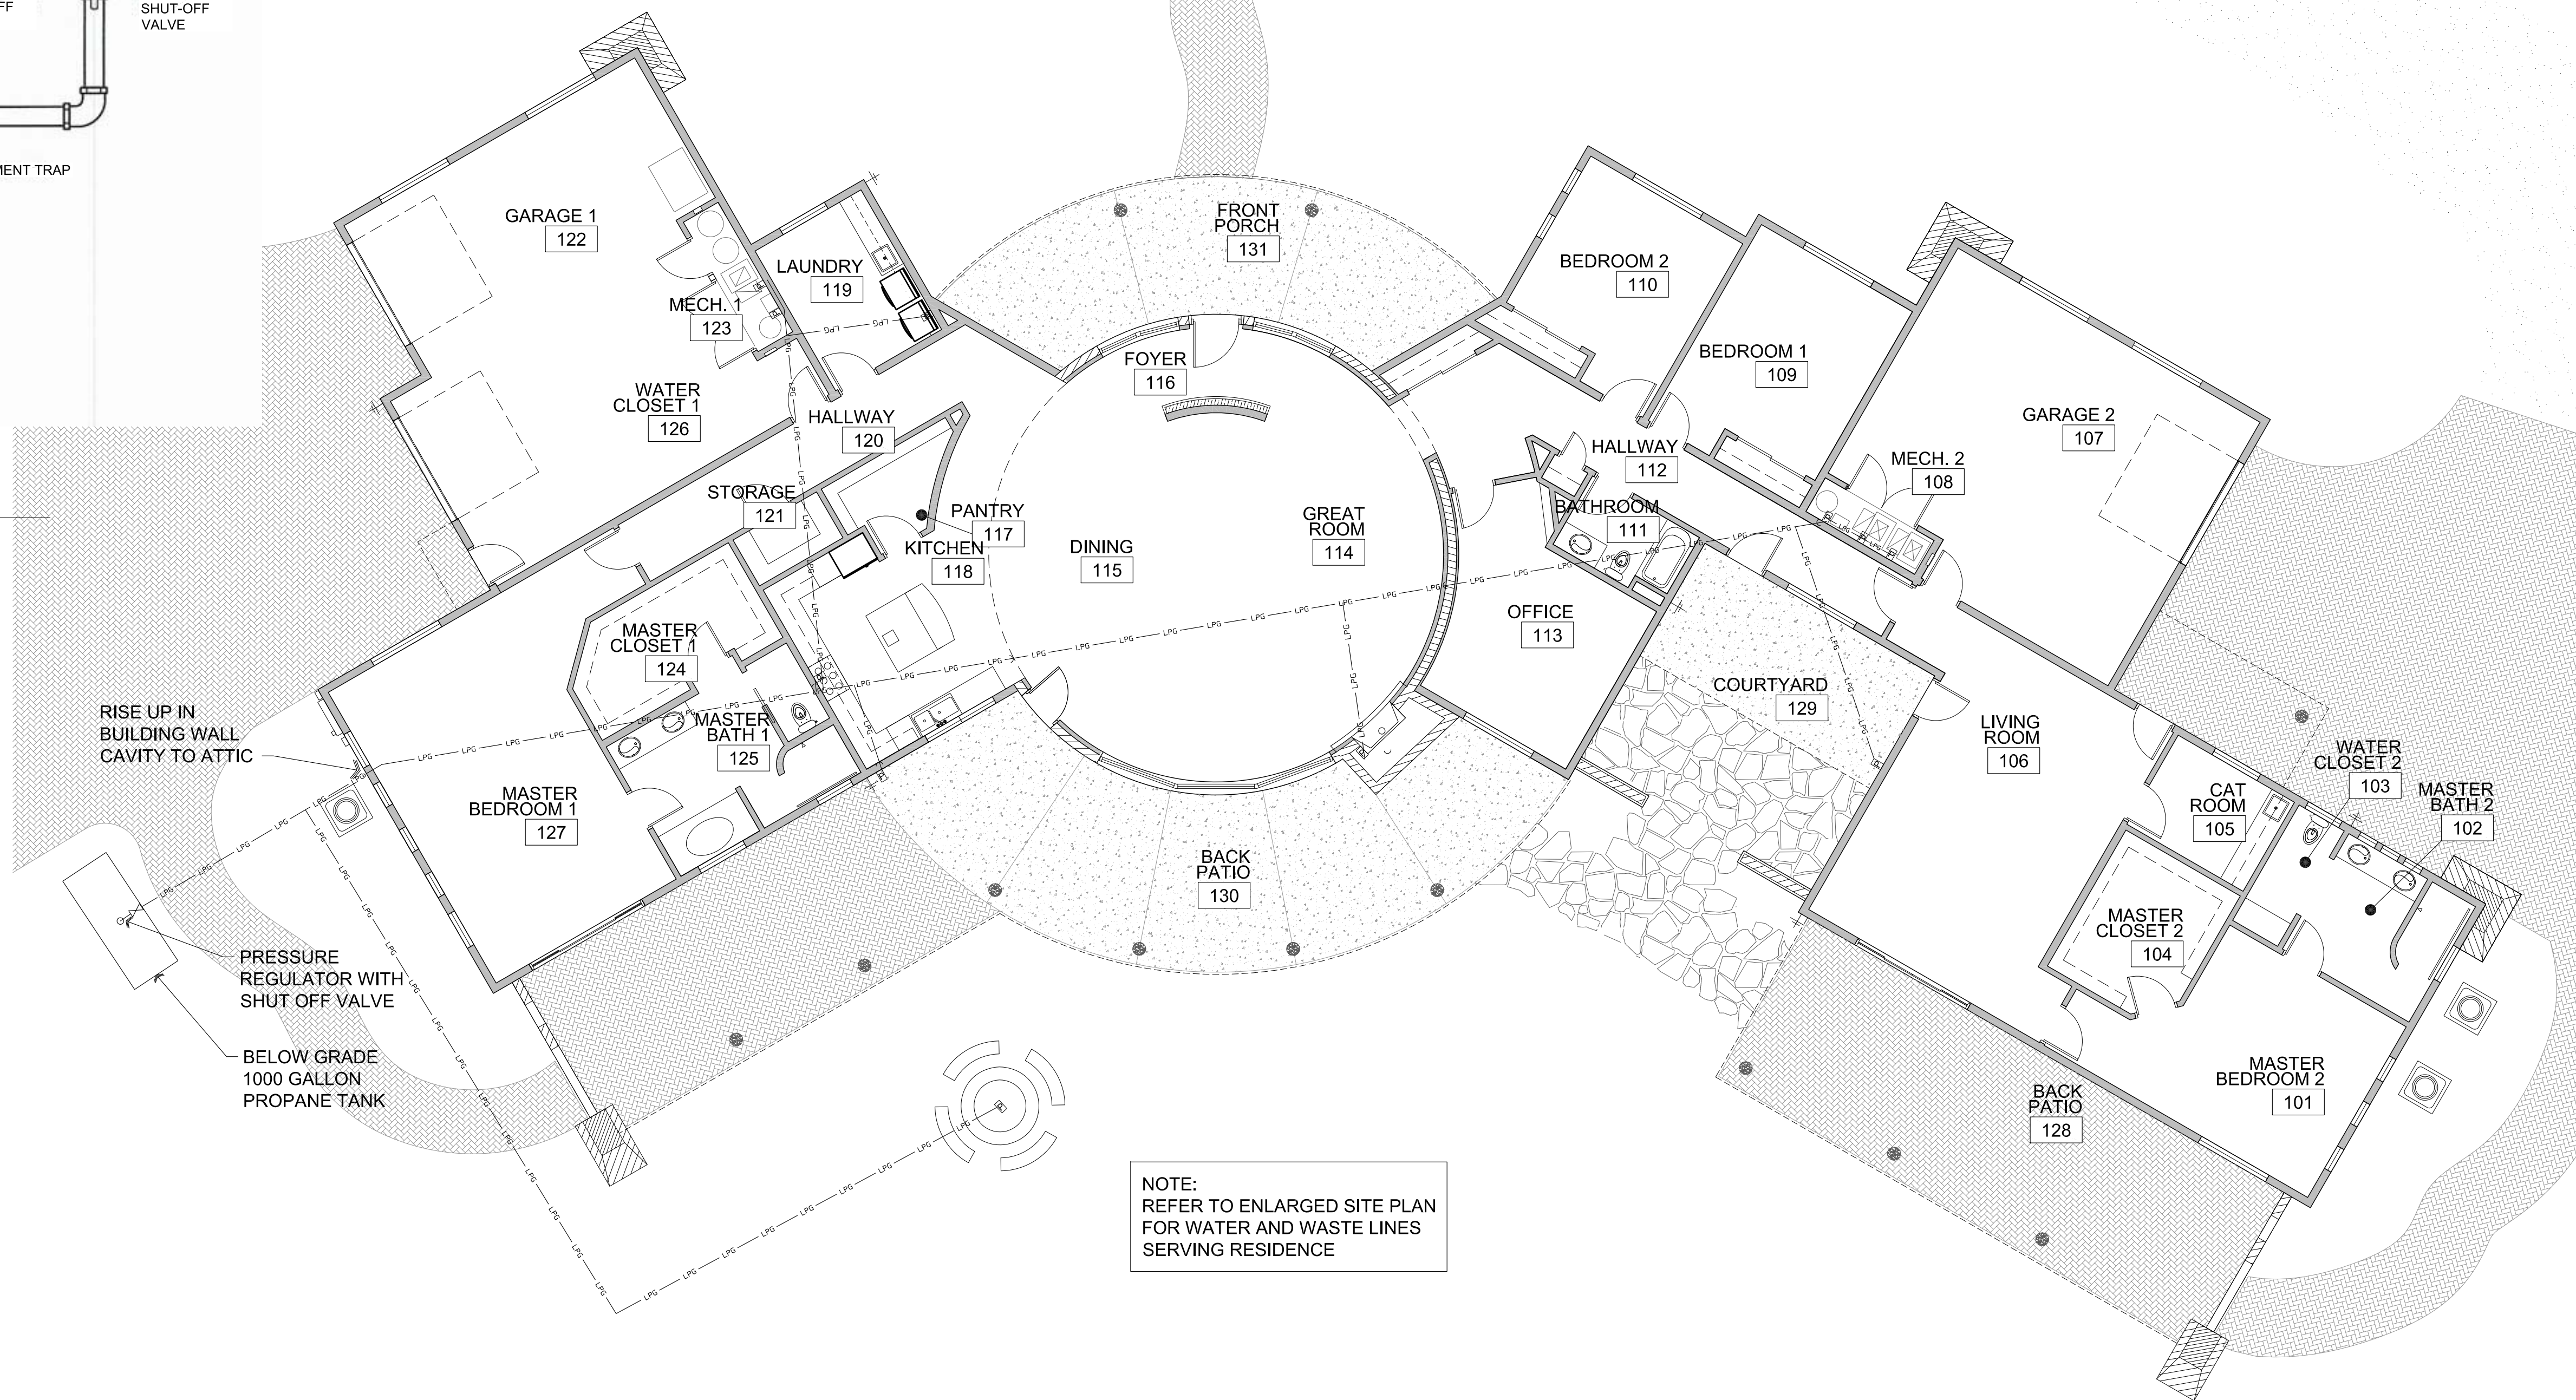 SHUT-OFF
VALVE
GARAGE 1
122
LAUNDRY
119
MECH. 1
123
WATER
CLOSET 1
126
HALLWAY
120
STORAGE
121
PANTRY
117
KITCHEN
118
DINING
115
FOYER
116
FRONT
PORCH
131
GREAT
ROOM
114
BEDROOM 2
110
BEDROOM 1
109
HALLWAY
112
BATHROOM
111
OFFICE
113
GARAGE 2
107
MECH. 2
108
COURTYARD
129
LIVING
ROOM
106
WATER
CLOSET 2
103
MASTER
BATH 2
102
CAT
ROOM
105
MASTER
CLOSET 2
104
MASTER
BEDROOM 2
101
BACK
PATIO
128
BACK
PATIO
130
MASTER
CLOSET 1
124
MASTER
BATH 1
125
MASTER
BEDROOM 1
127
RISE UP IN
BUILDING WALL
CAVITY TO ATTIC
PRESSURE
REGULATOR WITH
SHUT OFF VALVE
BELOW GRADE
1000 GALLON
PROPANE TANK
NOTE:
REFER TO ENLARGED SITE PLAN
FOR WATER AND WASTE LINES
SERVING RESIDENCE
TRAP
LPG